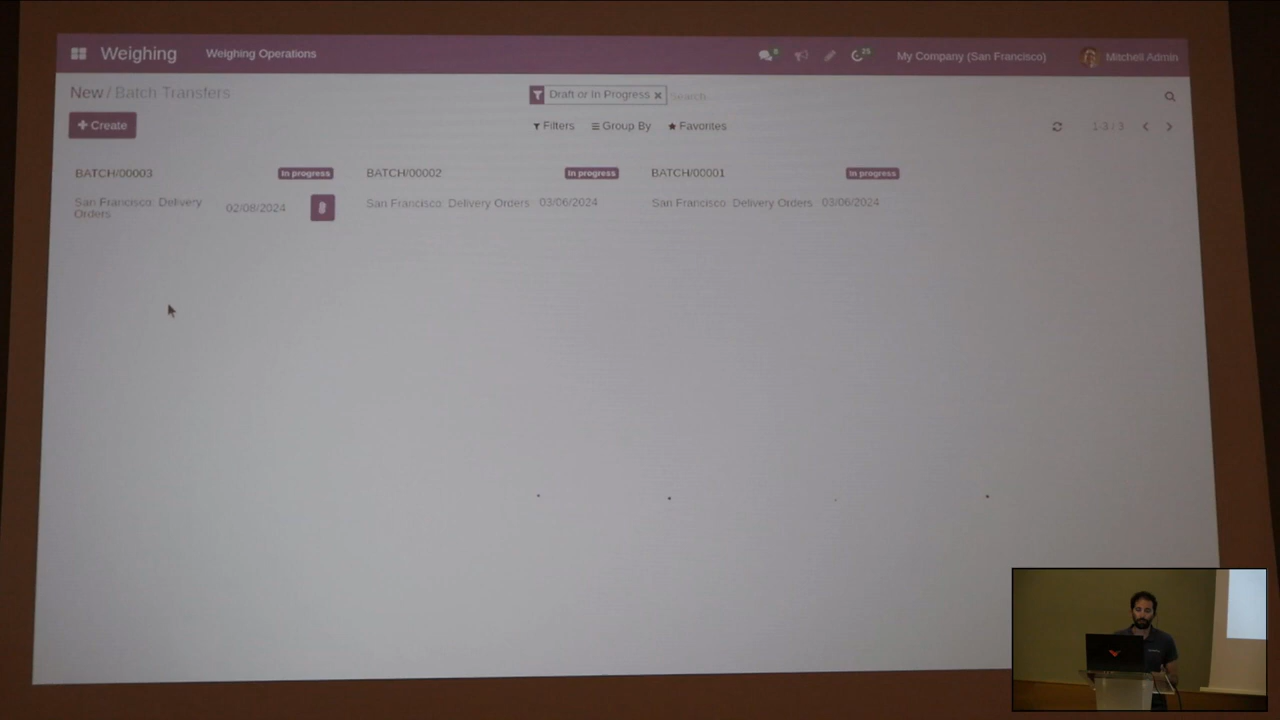 Weighing Weighing Operations 25 My Company (San Francisco) Mitchell Admin
New / Batch Transfers Draft or In Progress × Search...
+ Create Filters Group By Favorites 1-3 / 3
BATCH/00003 In progress BATCH/00002 In progress BATCH/00001 In progress
San Francisco: Delivery Orders 02/08/2024 San Francisco: Delivery Orders 03/06/2024 San Francisco: Delivery Orders 03/06/2024